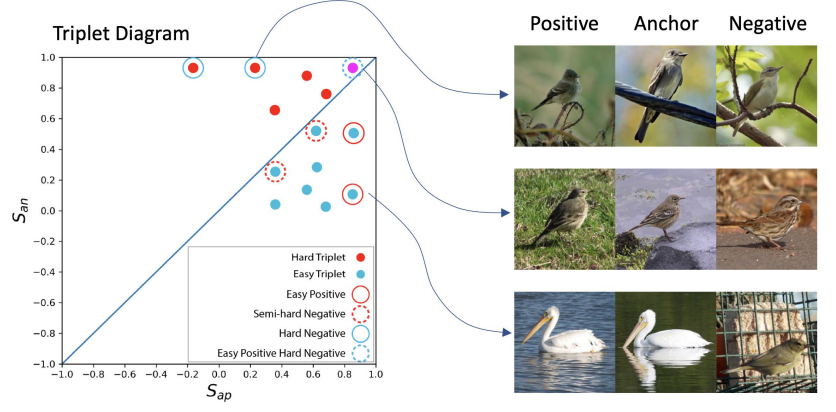 Triplet Diagram
Positive Anchor Negative
1.0
0.8
0.6
0.4
0.2
0.0
−0.2
−0.4
−0.6
−0.8
−1.0
S_an
Hard Triplet
Easy Triplet
Easy Positive
Semi-hard Negative
Hard Negative
Easy Positive Hard Negative
−1.0 −0.8 −0.6 −0.4 −0.2 0.0 0.2 0.4 0.6 0.8 1.0
S_ap